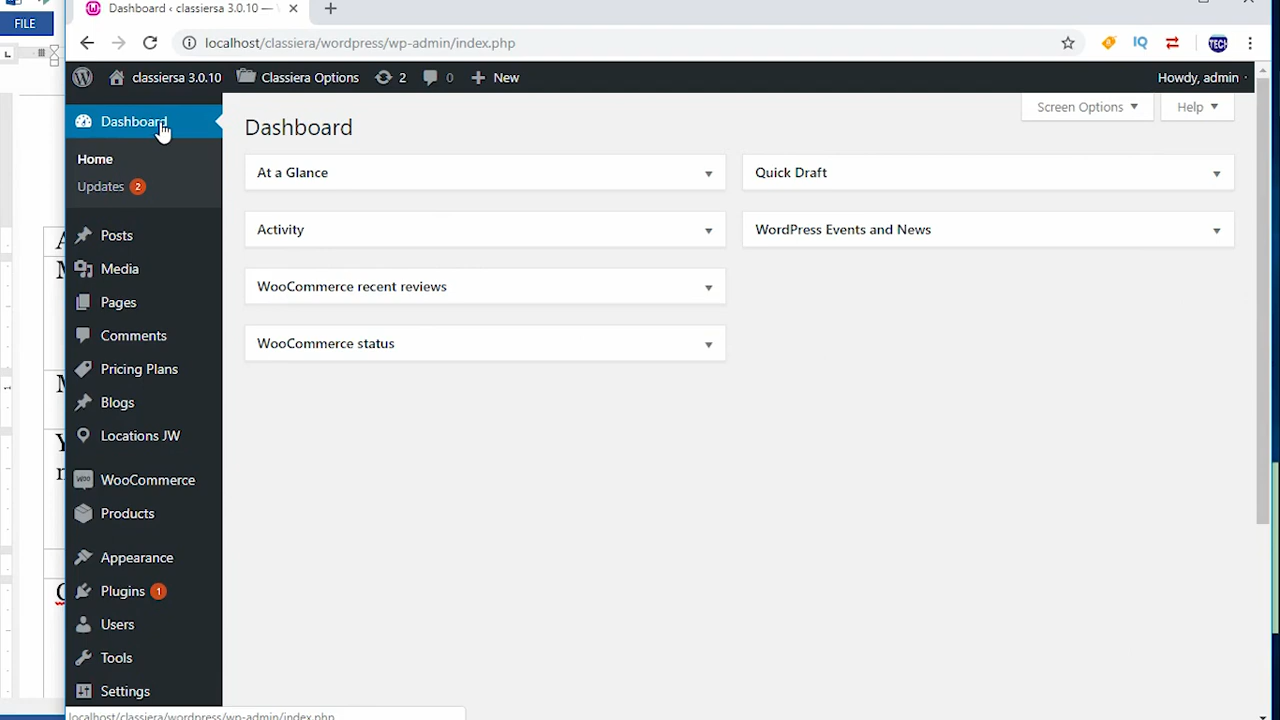 FILE
Dashboard ‹ classiersa 3.0.10 —
localhost/classiera/wordpress/wp-admin/index.php
IQ
TECH
classiersa 3.0.10
Classiera Options
2
0
New
Howdy, admin
Dashboard
Home
Updates 2
Posts
Media
Pages
Comments
Pricing Plans
Blogs
Locations JW
WOO
WooCommerce
Products
Appearance
Plugins 1
Users
Tools
Settings
Screen Options
Help
Dashboard
At a Glance
Quick Draft
Activity
WordPress Events and News
WooCommerce recent reviews
WooCommerce status
localhost/classiera/wordpress/wp-admin/index.php